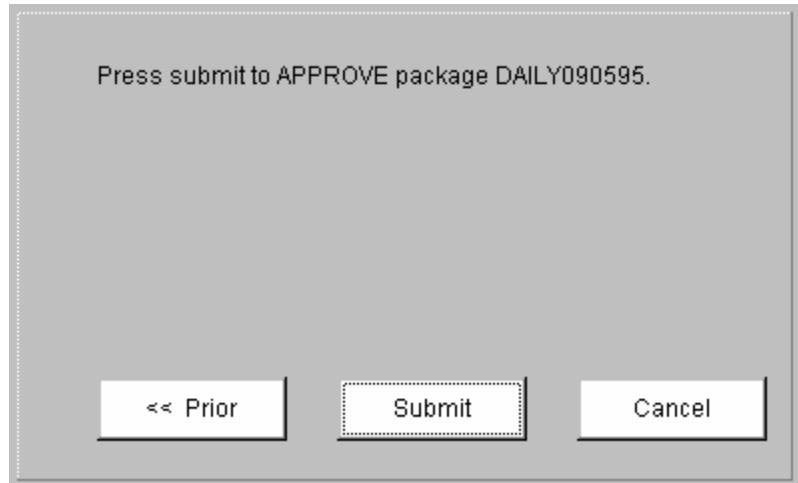 Press submit to APPROVE package DAILY090595.
<< Prior
Submit
Cancel